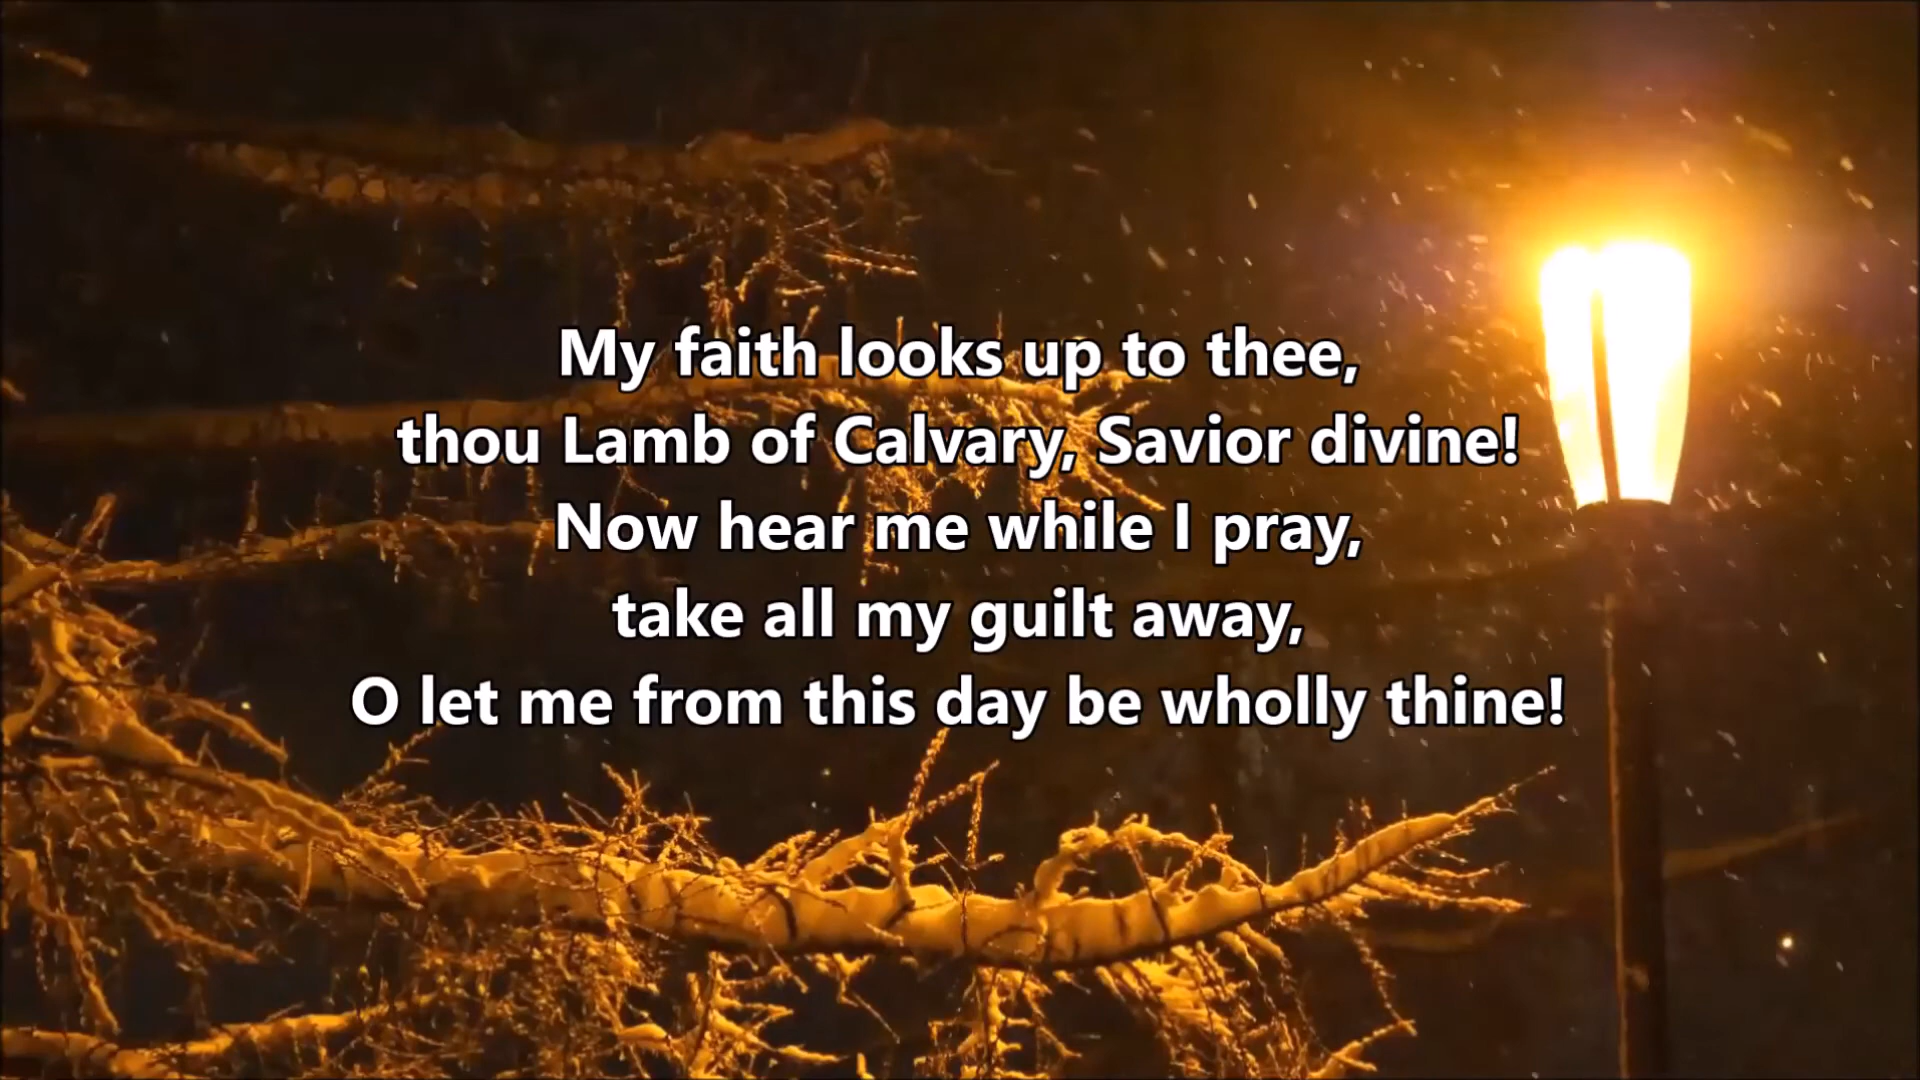 My faith looks up to thee,
thou Lamb of Calvary, Savior divine!
Now hear me while I pray,
take all my guilt away,
O let me from this day be wholly thine!